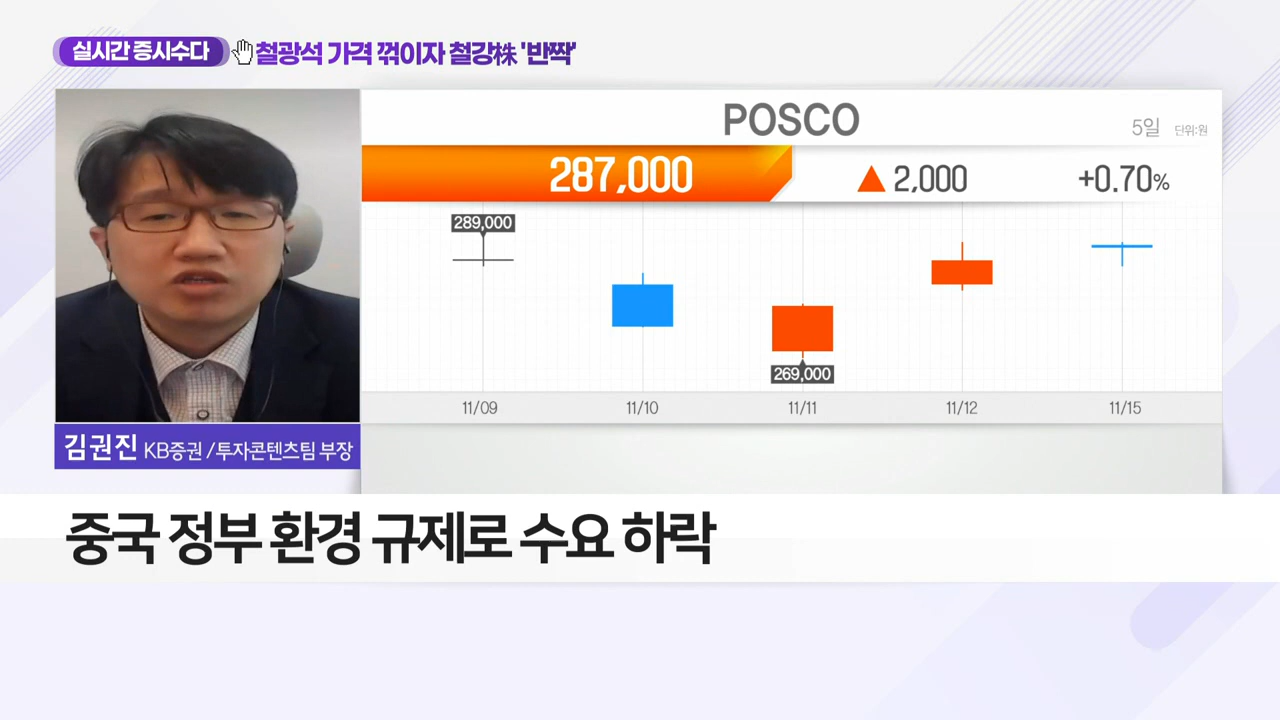 실시간 증시수다 철광석 가격 꺾이자 철강株 '반짝'
POSCO
5일 단위:원
287,000 ▲ 2,000 +0.70%
289,000
269,000
11/09 11/10 11/11 11/12 11/15
김권진 KB증권 / 투자콘텐츠팀 부장
중국 정부 환경 규제로 수요 하락